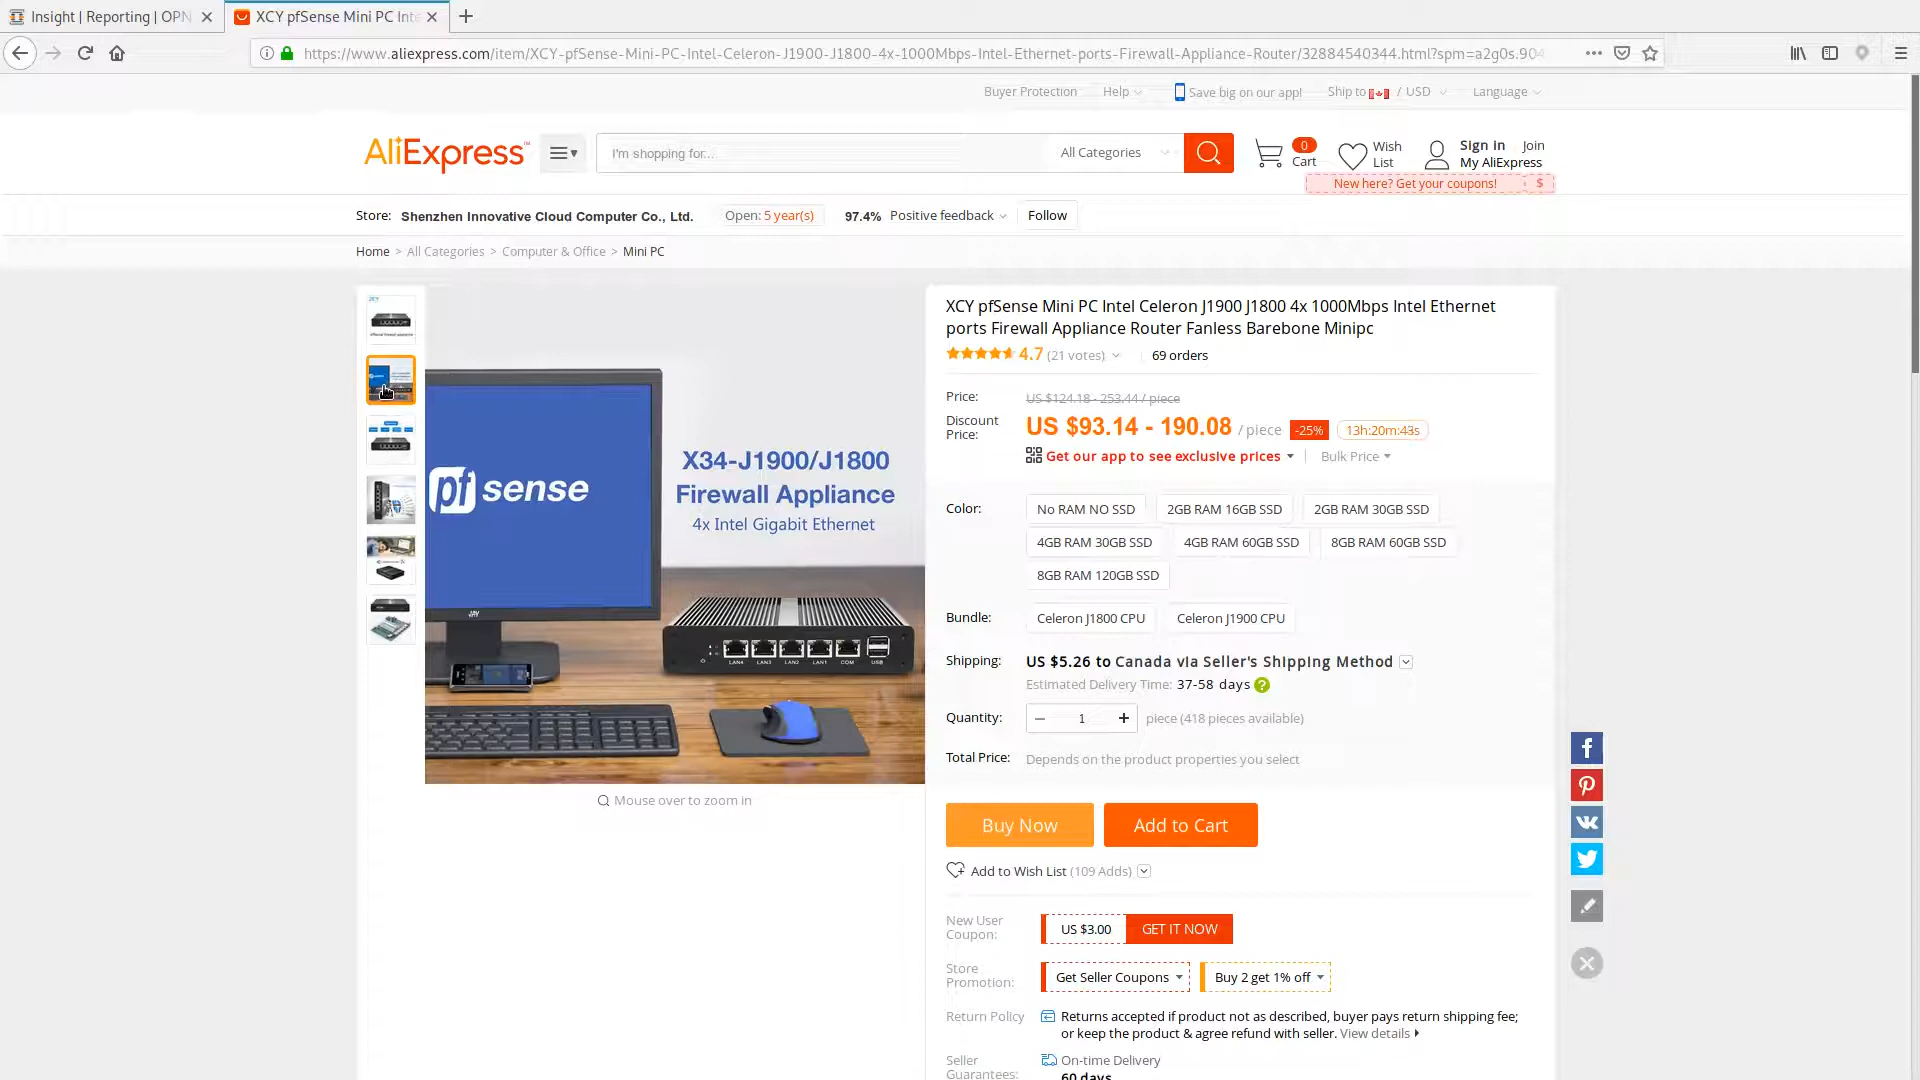 Insight | Reporting | OPN
XCY pfSense Mini PC Inte
https://www.aliexpress.com/item/XCY-pfSense-Mini-PC-Intel-Celeron-J1900-J1800-4x-1000Mbps-Intel-Ethernet-ports-Firewall-Appliance-Router/32884540344.html?spm=a2g0s.904
Buyer Protection Help Save big on our app! Ship to / USD Language
AliExpress™
I'm shopping for... All Categories
0 Cart
Wish List
Sign in Join
My AliExpress
New here? Get your coupons! $
Store: Shenzhen Innovative Cloud Computer Co., Ltd. Open: 5 year(s) 97.4% Positive feedback Follow
Home > All Categories > Computer & Office > Mini PC
XCY pfSense Mini PC Intel Celeron J1900 J1800 4x 1000Mbps Intel Ethernet
ports Firewall Appliance Router Fanless Barebone Minipc
4.7 (21 votes) 69 orders
Price: US $124.18 - 253.44 / piece
Discount Price: US $93.14 - 190.08 / piece -25% 13h:20m:43s
Get our app to see exclusive prices Bulk Price
pf sense
X34-J1900/J1800
Firewall Appliance
4x Intel Gigabit Ethernet
LAN4 LAN3 LAN2 LAN1 COM USB
Mouse over to zoom in
Color: No RAM NO SSD 2GB RAM 16GB SSD 2GB RAM 30GB SSD
4GB RAM 30GB SSD 4GB RAM 60GB SSD 8GB RAM 60GB SSD
8GB RAM 120GB SSD
Bundle: Celeron J1800 CPU Celeron J1900 CPU
Shipping: US $5.26 to Canada via Seller's Shipping Method
Estimated Delivery Time: 37-58 days ?
Quantity: − 1 + piece (418 pieces available)
Total Price: Depends on the product properties you select
Buy Now Add to Cart
Add to Wish List (109 Adds)
New User Coupon: US $3.00 GET IT NOW
Store Promotion: Get Seller Coupons Buy 2 get 1% off
Return Policy Returns accepted if product not as described, buyer pays return shipping fee;
or keep the product & agree refund with seller. View details
Seller Guarantees: On-time Delivery
60 days